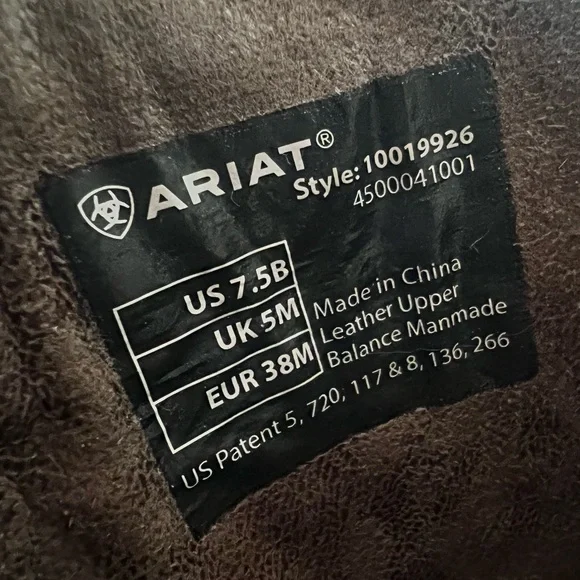 ARIAT®
Style: 10019926
4500041001
US 7.5B
UK 5M
EUR 38M
Made in China
Leather Upper
Balance Manmade
US Patent 5, 720, 117 & 8, 136, 266